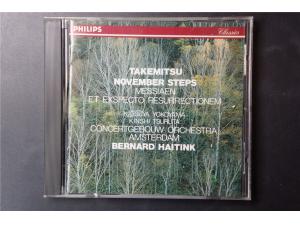 PHILIPS
Classics
TAKEMITSU
NOVEMBER STEPS
MESSIAEN
ET EXSPECTO RESURRECTIONEM
KATSUYA YOKOYAMA
KINSHI TSURUTA
CONCERTGEBOUW ORCHESTRA
AMSTERDAM
BERNARD HAITINK